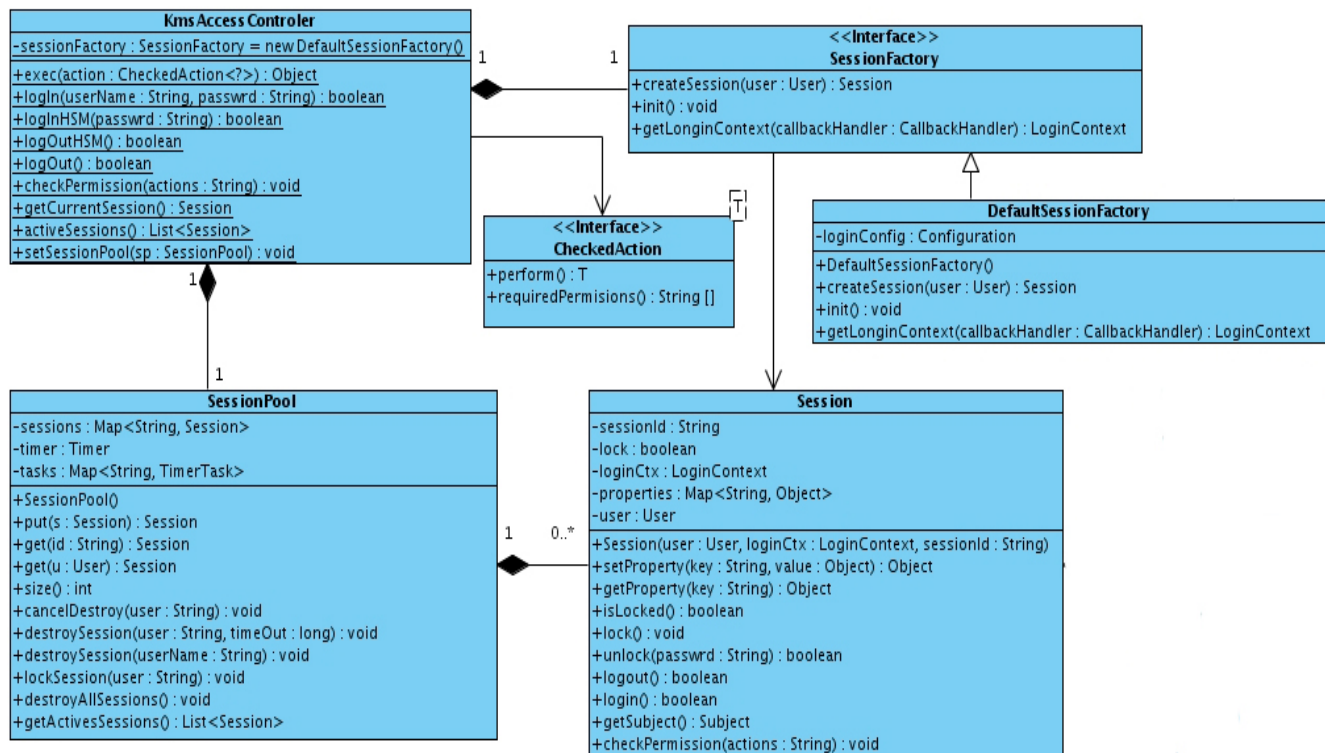 KmsAccessControler
-sessionFactory : SessionFactory = new DefaultSessionFactory()
+exec(action : CheckedAction<?>) : Object
+logIn(userName : String, passwrd : String) : boolean
+logInHSM(passwrd : String) : boolean
+logOutHSM() : boolean
+logOut() : boolean
+checkPermission(actions : String) : void
+getCurrentSession() : Session
+activeSessions() : List<Session>
+setSessionPool(sp : SessionPool) : void
1
1
<<Interface>>
SessionFactory
+createSession(user : User) : Session
+init() : void
+getLonginContext(callbackHandler : CallbackHandler) : LoginContext
T
<<Interface>>
CheckedAction
+perform() : T
+requiredPermisions() : String []
DefaultSessionFactory
-loginConfig : Configuration
+DefaultSessionFactory()
+createSession(user : User) : Session
+init() : void
+getLonginContext(callbackHandler : CallbackHandler) : LoginContext
1
1
SessionPool
-sessions : Map<String, Session>
-timer : Timer
-tasks : Map<String, TimerTask>
+SessionPool()
+put(s : Session) : Session
+get(id : String) : Session
+get(u : User) : Session
+size() : int
+cancelDestroy(user : String) : void
+destroySession(user : String, timeOut : long) : void
+destroySession(userName : String) : void
+lockSession(user : String) : void
+destroyAllSessions() : void
+getActivesSessions() : List<Session>
1
0..*
Session
-sessionId : String
-lock : boolean
-loginCtx : LoginContext
-properties : Map<String, Object>
-user : User
+Session(user : User, loginCtx : LoginContext, sessionId : String)
+setProperty(key : String, value : Object) : Object
+getProperty(key : String) : Object
+isLocked() : boolean
+lock() : void
+unlock(passwrd : String) : boolean
+logout() : boolean
+login() : boolean
+getSubject() : Subject
+checkPermission(actions : String) : void